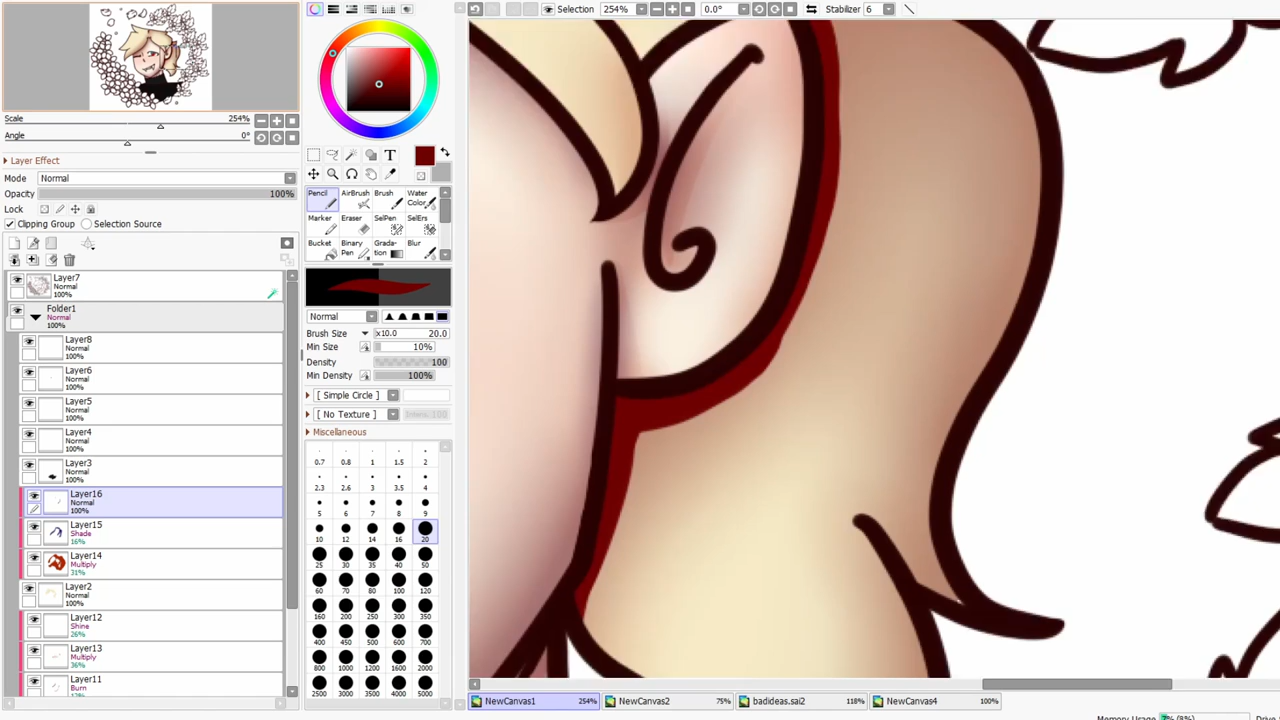 Selection 254% 0.0° Stabilizer 6
Scale 254%
Angle 0°
Layer Effect
Mode Normal
Opacity 100%
Lock
Clipping Group Selection Source
Layer7
Normal
100%
Folder1
Normal
100%
Layer8
Normal
100%
Layer6
Normal
100%
Layer5
Normal
100%
Layer4
Normal
100%
Layer3
Normal
100%
Layer16
Normal
100%
Layer15
Shade
16%
Layer14
Multiply
31%
Layer2
Normal
100%
Layer12
Shine
26%
Layer13
Multiply
36%
Layer11
Burn
T
Pencil AirBrush Brush Water Color
Marker Eraser SelPen SelErs
Bucket Binary Pen Grada-tion Blur
Normal
Brush Size x10.0 20.0
Min Size 10%
Density 100
Min Density 100%
[ Simple Circle ]
[ No Texture ] Intens. 100
Miscellaneous
0.7 0.8 1 1.5 2
2.3 2.6 3 3.5 4
5 6 7 8 9
10 12 14 16 20
25 30 35 40 50
60 70 80 100 120
160 200 250 300 350
400 450 500 600 700
800 1000 1200 1600 2000
2500 3000 3500 4000 5000
NewCanvas1 254% NewCanvas2 75% badideas.sai2 118% NewCanvas4 100%
Memory Usage 7% (8%) Drive